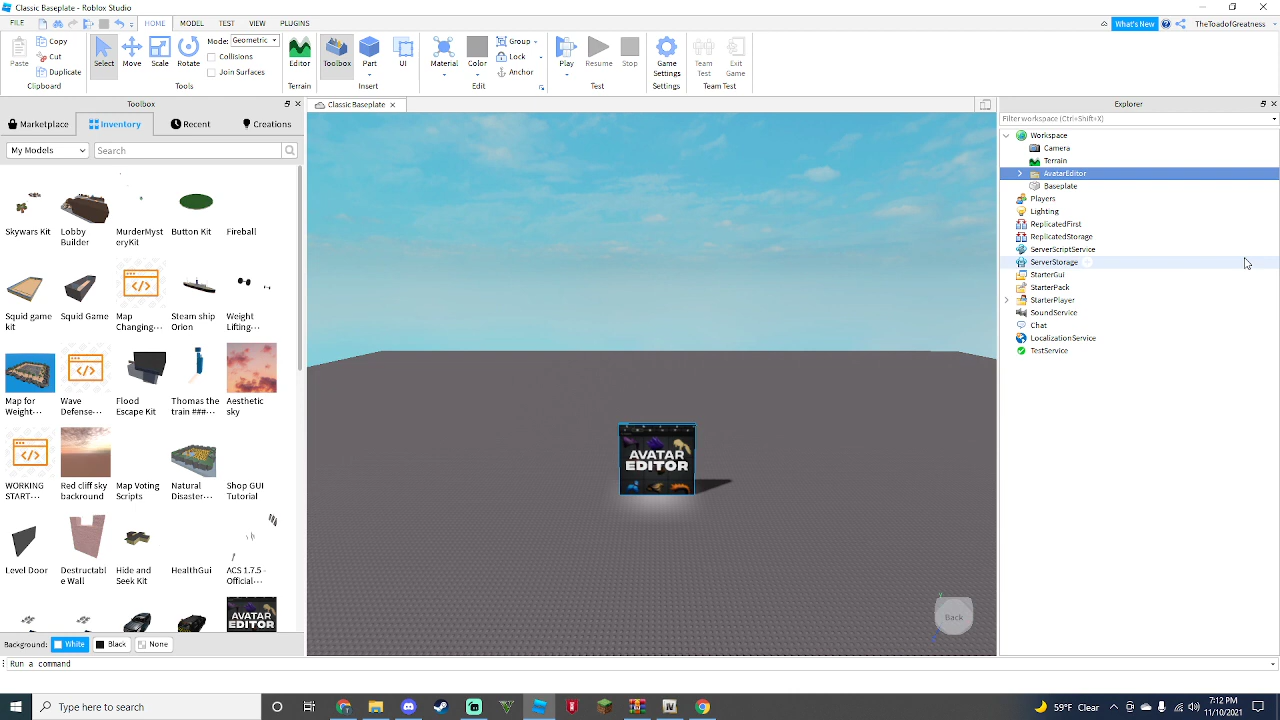 Classic Baseplate - Roblox Studio
FILE HOME MODEL TEST VIEW PLUGINS What's New TheToadofGreatness
Paste Copy Cut Duplicate Clipboard
Select Move Scale Rotate Mode: Geometric Collisions Join Surfaces Tools
Editor Terrain
Toolbox Part UI Insert
Material Color Group Lock Anchor Edit
Play Resume Stop Test
Game Settings Settings
Team Test Exit Game Team Test
Toolbox
Marketplace Inventory Recent Creations
My Models Search
Skywars Kit Lobby Builder MurderMysteryKit Button Kit Fireball
Squid game kit Squid Game Map Changing··· Steam ship Orion Weight Lifting···
Map for Weight··· Wave Defense··· Flood Escape Kit Thomas the train ###··· Aesthetic sky
WORKING START··· Red cliff sky backround Map Voting Scripts Natural Disaster··· Shop GUI Tutorial
Level Door Destructable Wall Hide and Seek Kit HealthGui ACS 1.7.5 - Official···
AVATAR EDITOR
Background: White Black None
Classic Baseplate
AVATAR
EDITOR
Back
Explorer
Filter workspace (Ctrl+Shift+X)
Workspace
Camera
Terrain
AvatarEditor
Baseplate
Players
Lighting
ReplicatedFirst
ReplicatedStorage
ServerScriptService
ServerStorage
StarterGui
StarterPack
StarterPlayer
SoundService
Chat
LocalizationService
TestService
Run a command
Type here to search
59°F Clear
7:12 PM
11/10/2021